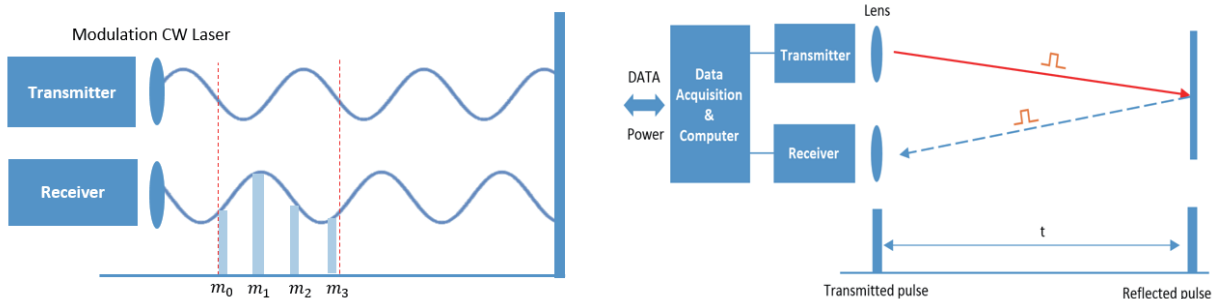 Modulation CW Laser
Transmitter
Receiver
m₀ m₁ m₂ m₃
Lens
Transmitter
DATA
Power
Data
Acquisition
&
Computer
Receiver
t
Transmitted pulse
Reflected pulse